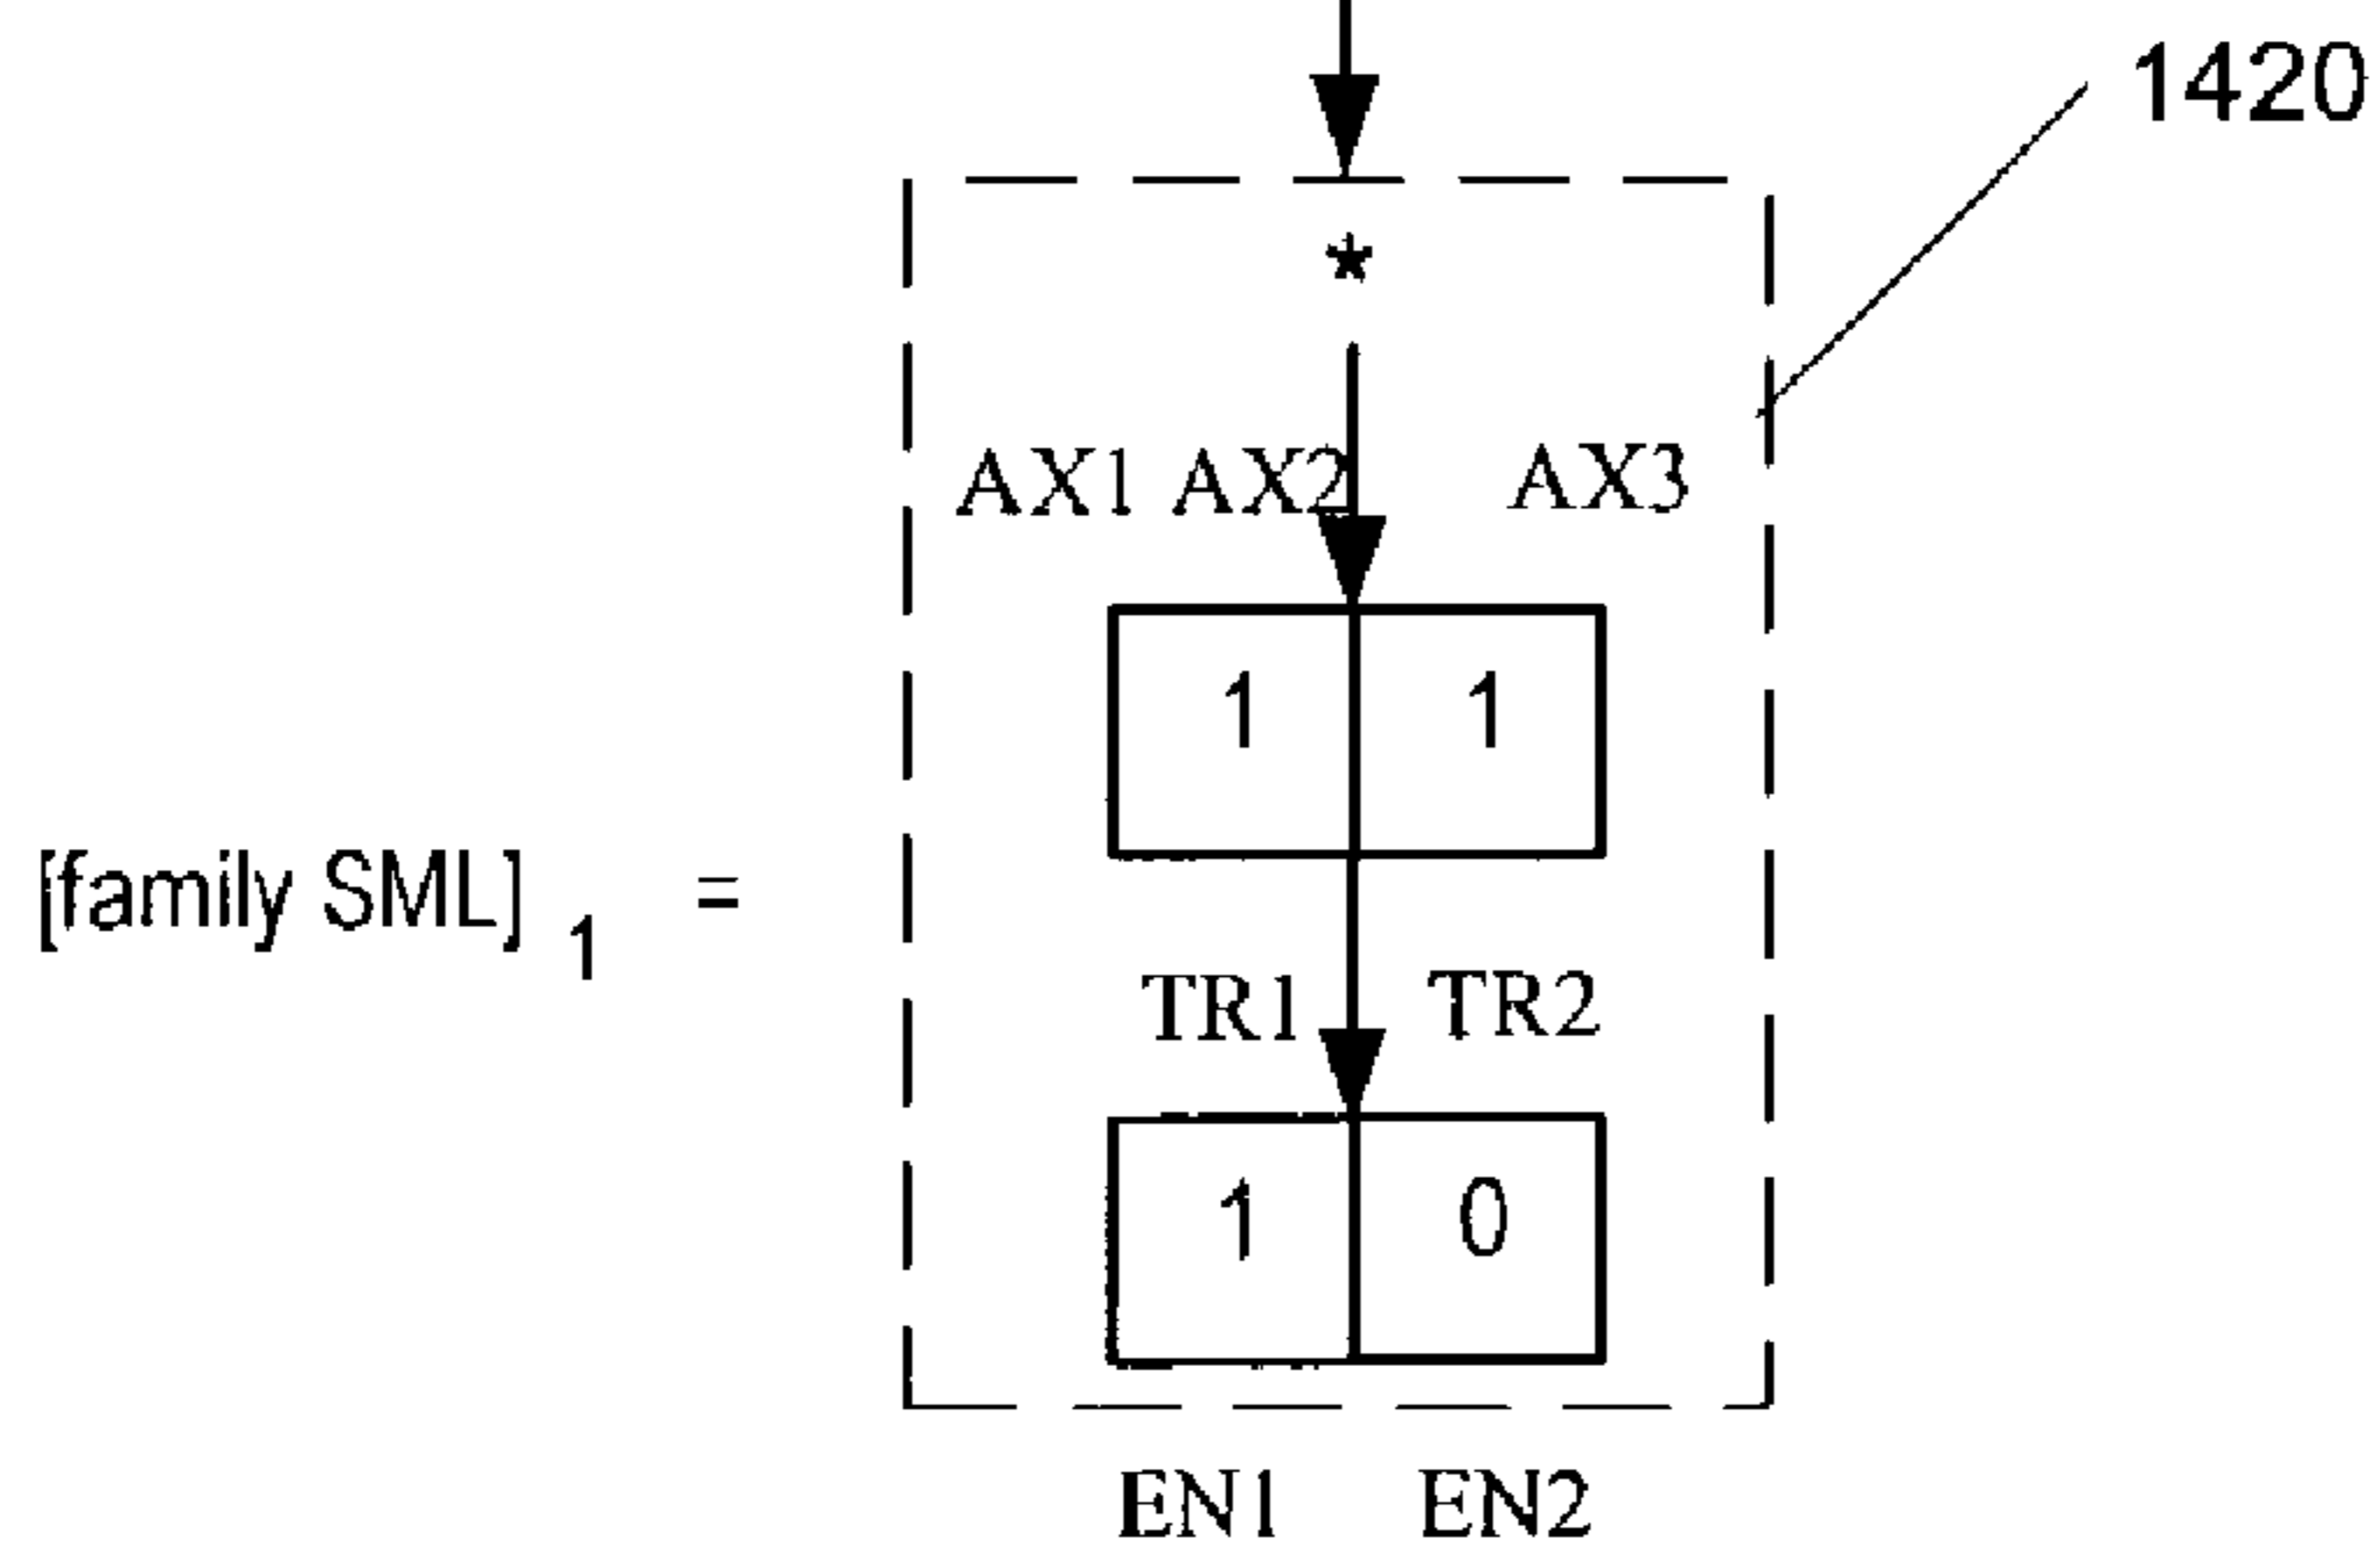 1420
*
AX1 AX2 AX3
1 1
[family SML] 1 =
TR1 TR2
1 0
EN1 EN2